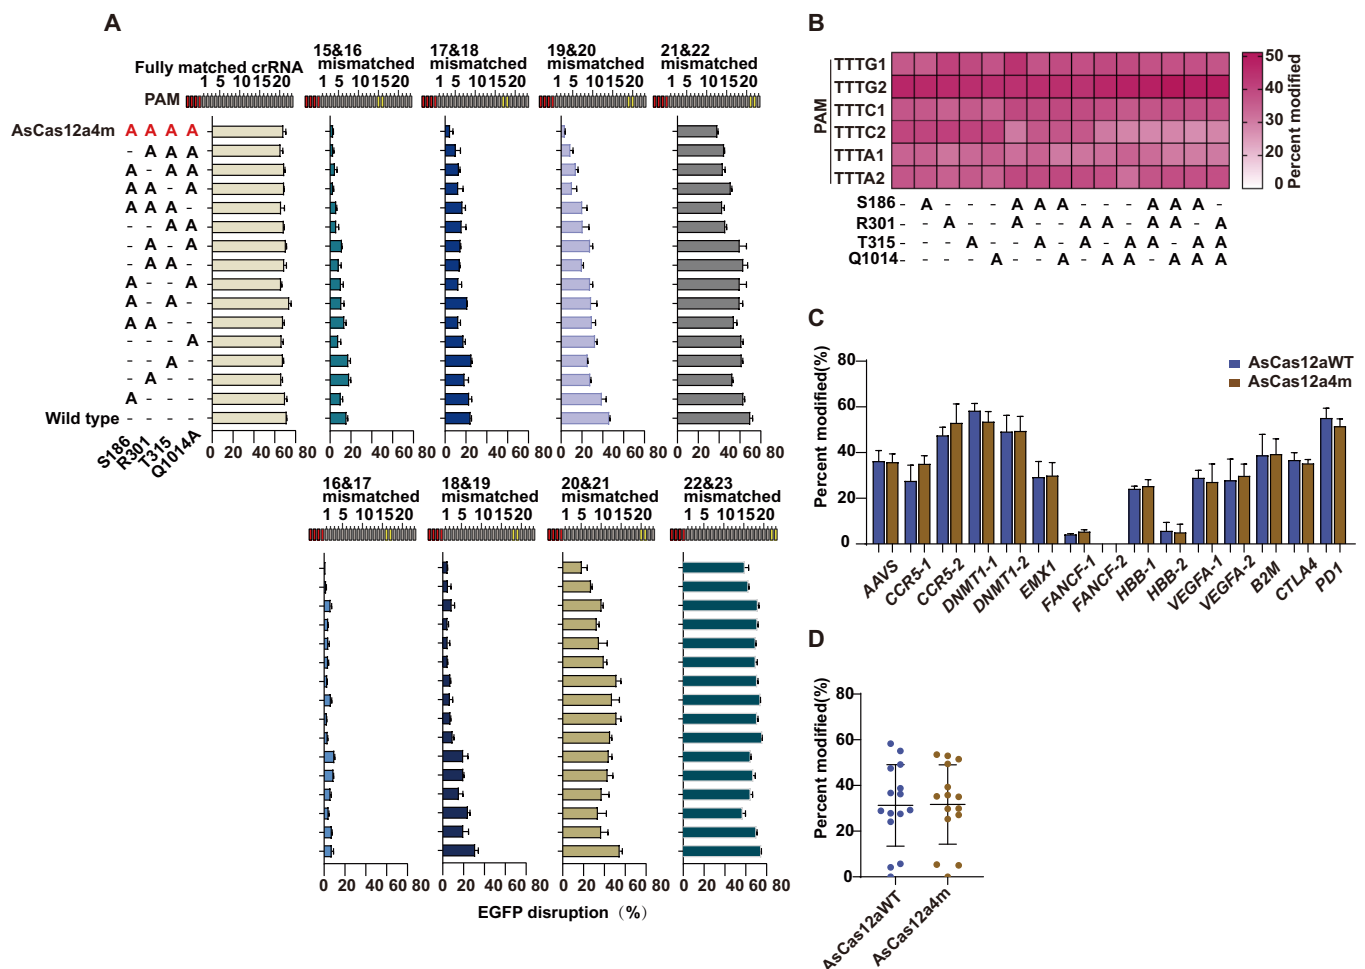 A
Fully matched crRNA
1 5 10 15 20
PAM
15&16
mismatched
1 5 10 15 20
17&18
mismatched
1 5 10 15 20
19&20
mismatched
1 5 10 15 20
21&22
mismatched
1 5 10 15 20
AsCas12a4m A A A A
- A A A
A - A A
A A - A
A A A -
- - A A
- A - A
- A A -
A - - A
A - A -
A A - -
- - - A
- - A -
- A - -
A - - -
Wild type - - - -
S186
R301
T315
Q1014A
0 20 40 60 80
0 20 40 60 80
0 20 40 60 80
0 20 40 60 80
0 20 40 60 80
16&17
mismatched
1 5 10 15 20
18&19
mismatched
1 5 10 15 20
20&21
mismatched
1 5 10 15 20
22&23
mismatched
1 5 10 15 20
0 20 40 60 80
0 20 40 60 80
0 20 40 60 80
0 20 40 60 80
EGFP disruption (%)
B
PAM
TTTG1
TTTG2
TTTC1
TTTC2
TTTA1
TTTA2
S186 - A - - - A A A - - - A A A -
R301 - - A - - A - - A A - A A - A
T315 - - - A - - A - A - A A - A A
Q1014 - - - - A - - A - A A - A A A
50
40
30
20
10
0
Percent modified
C
Percent modified(%)
80
60
40
20
0
AsCas12aWT
AsCas12a4m
AAVS
CCR5-1
CCR5-2
DNMT1-1
DNMT1-2
EMX1
FANCF-1
FANCF-2
HBB-1
HBB-2
VEGFA-1
VEGFA-2
B2M
CTLA4
PD1
D
Percent modified(%)
80
60
40
20
0
AsCas12aWT
AsCas12a4m